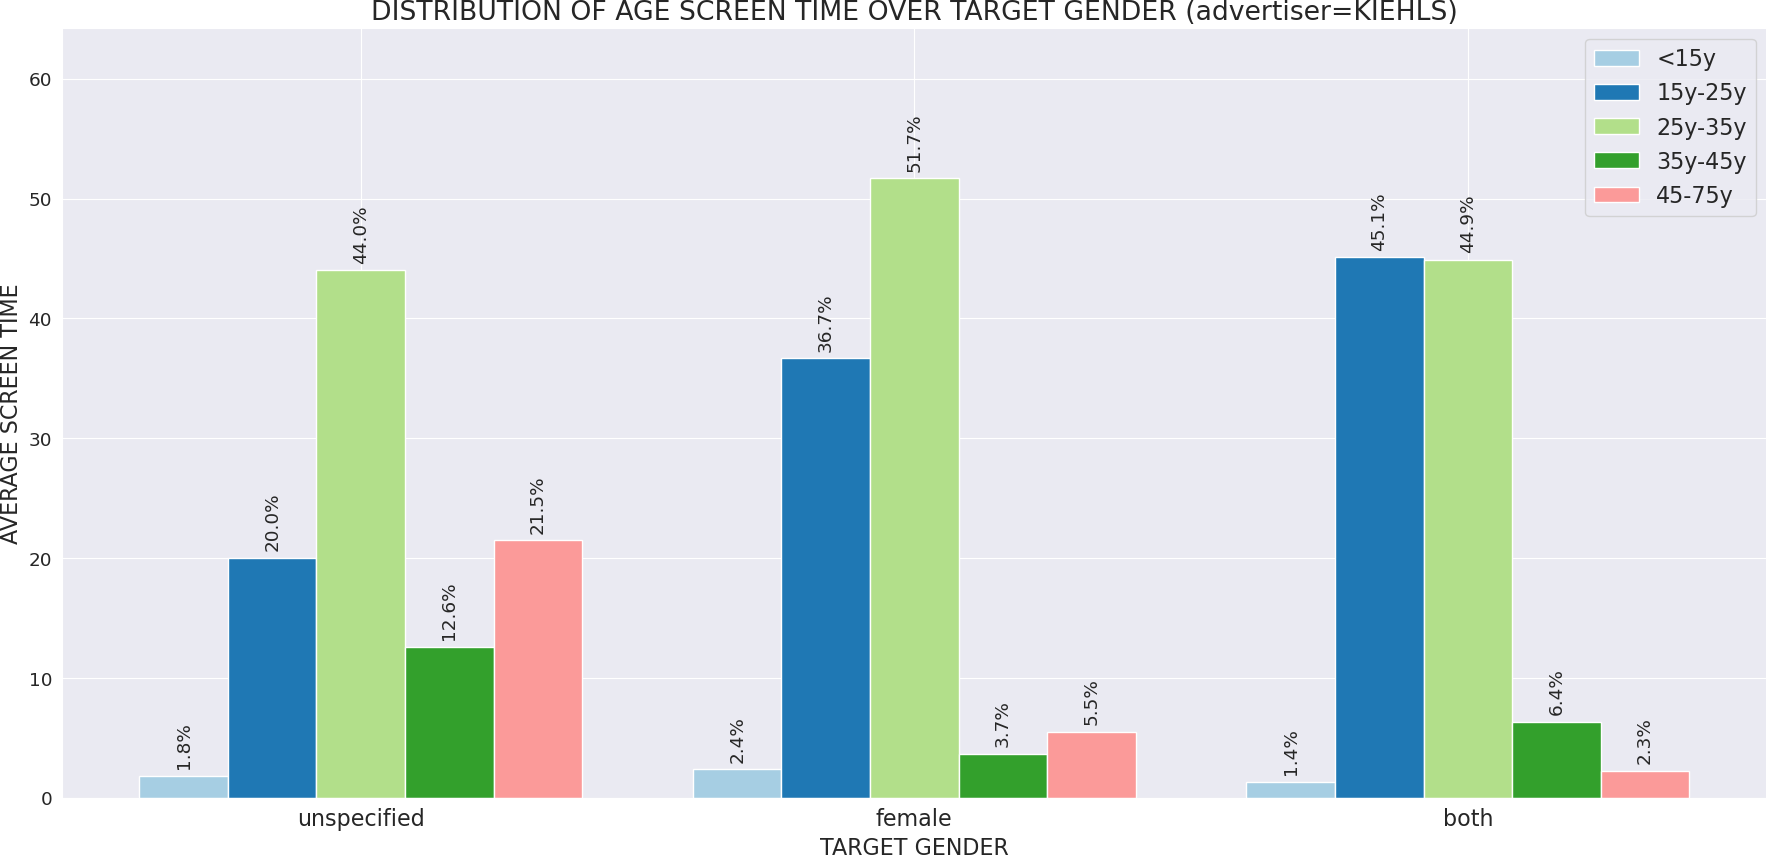 DISTRIBUTION OF AGE SCREEN TIME OVER TARGET GENDER (advertiser=KIEHLS)
<15y
15y-25y
25y-35y
35y-45y
45-75y
AVERAGE SCREEN TIME
60
50
40
30
20
10
0
1.8%
20.0%
44.0%
12.6%
21.5%
2.4%
36.7%
51.7%
3.7%
5.5%
1.4%
45.1%
44.9%
6.4%
2.3%
unspecified
female
both
TARGET GENDER